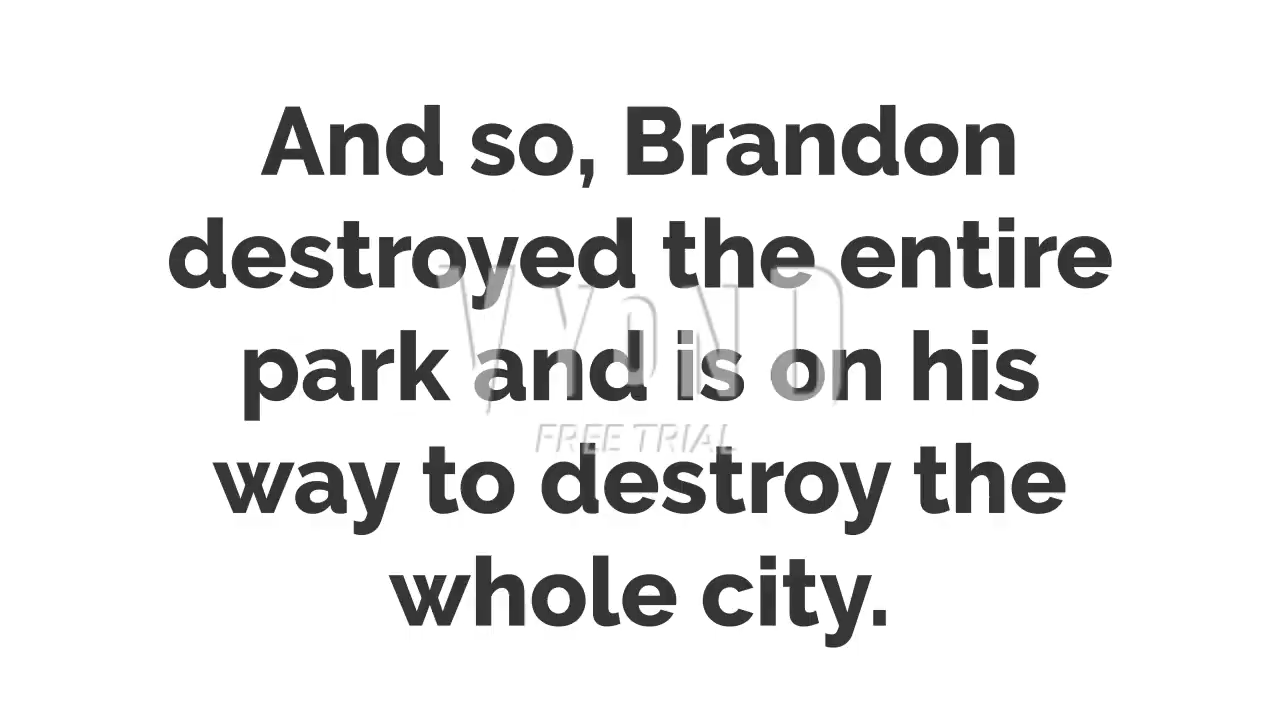 And so, Brandon
destroyed the entire
park and is on his
way to destroy the
whole city.
VYOND
FREE TRIAL